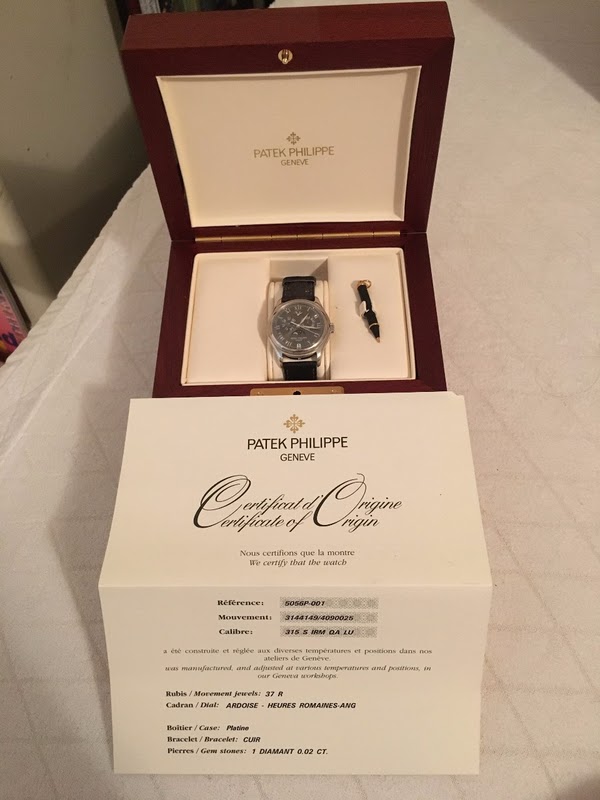 PATEK PHILIPPE
GENEVE
PATEK PHILIPPE
GENEVE
Certificat d'Origine
Certificate of Origin
Nous certifions que la montre
We certify that the watch
Référence: 5056P-001
Mouvement: 3144149/4090025
Calibre: 315 S IRM QA LU
a été construite et réglée aux diverses températures et positions dans nos
ateliers de Genève.
was manufactured, and adjusted at various temperatures and positions, in
our Geneva workshops.
Rubis / Movement jewels: 37 R
Cadran / Dial: ARDOISE - HEURES ROMAINES-ANG
Boîtier / Case: Platine
Bracelet / Bracelet: CUIR
Pierres / Gem stones: 1 DIAMANT 0.02 CT.